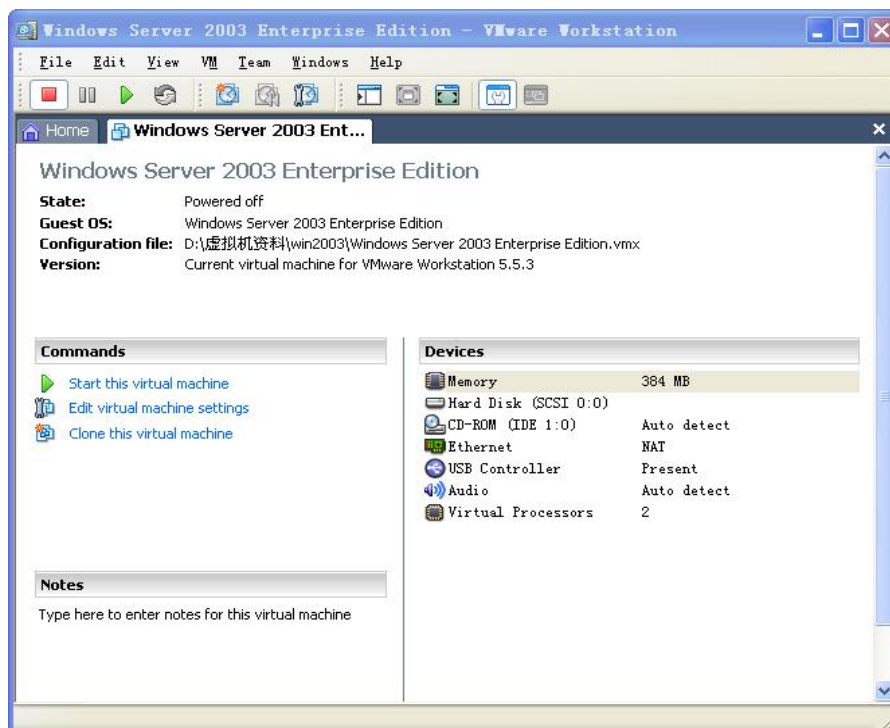 Windows Server 2003 Enterprise Edition - VMware Workstation
File Edit View VM Team Windows Help
Home Windows Server 2003 Ent...
Windows Server 2003 Enterprise Edition
State: Powered off
Guest OS: Windows Server 2003 Enterprise Edition
Configuration file: D:\虚拟机资料\win2003\Windows Server 2003 Enterprise Edition.vmx
Version: Current virtual machine for VMware Workstation 5.5.3
Commands
Start this virtual machine
Edit virtual machine settings
Clone this virtual machine
Devices
Memory 384 MB
Hard Disk (SCSI 0:0)
CD-ROM (IDE 1:0) Auto detect
Ethernet NAT
USB Controller Present
Audio Auto detect
Virtual Processors 2
Notes
Type here to enter notes for this virtual machine